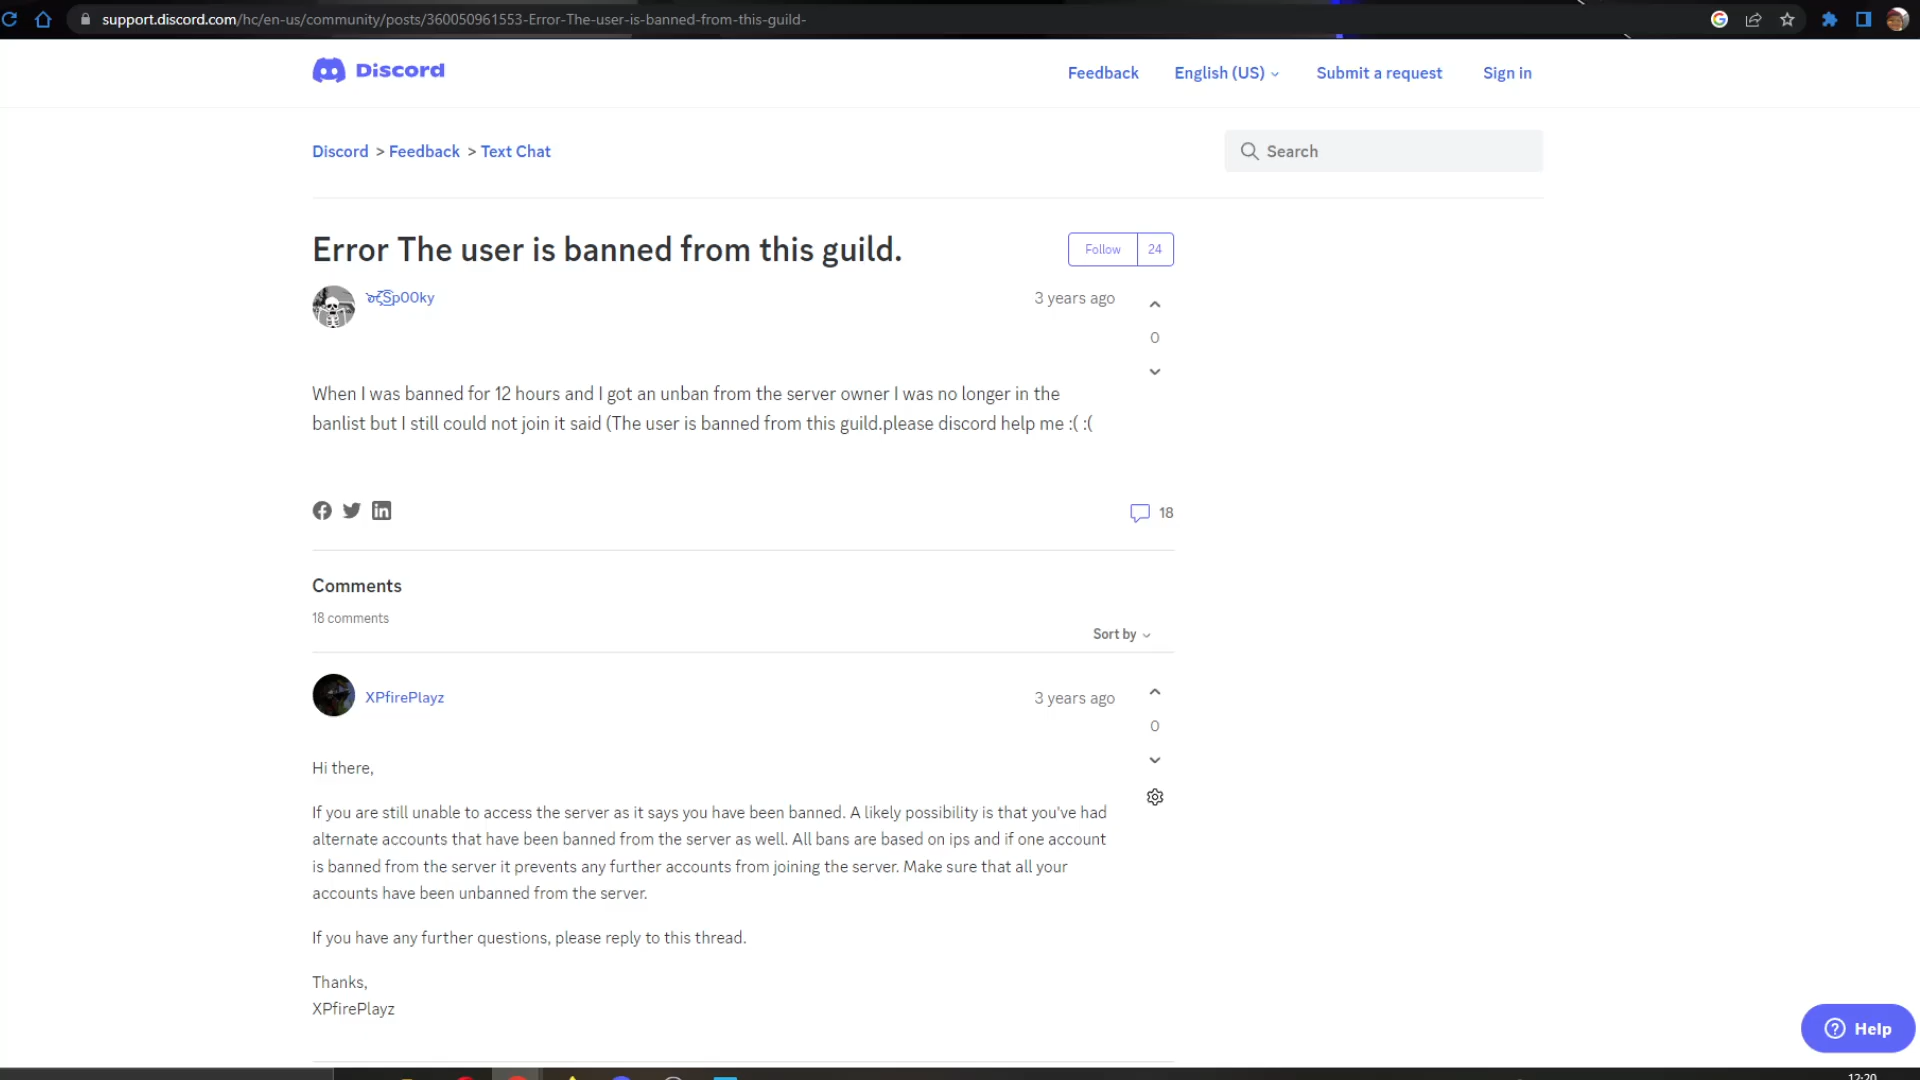 support.discord.com/hc/en-us/community/posts/360050961553-Error-The-user-is-banned-from-this-guild-
Discord
Feedback
English (US)
Submit a request
Sign in
Discord > Feedback > Text Chat
Search
Error The user is banned from this guild.
Follow 24
Sp00ky
3 years ago
0
When I was banned for 12 hours and I got an unban from the server owner I was no longer in the
banlist but I still could not join it said (The user is banned from this guild.please discord help me :( :(
18
Comments
18 comments
Sort by
XPfirePlayz
3 years ago
0
Hi there,
If you are still unable to access the server as it says you have been banned. A likely possibility is that you've had
alternate accounts that have been banned from the server as well. All bans are based on ips and if one account
is banned from the server it prevents any further accounts from joining the server. Make sure that all your
accounts have been unbanned from the server.
If you have any further questions, please reply to this thread.
Thanks,
XPfirePlayz
Help
12:20